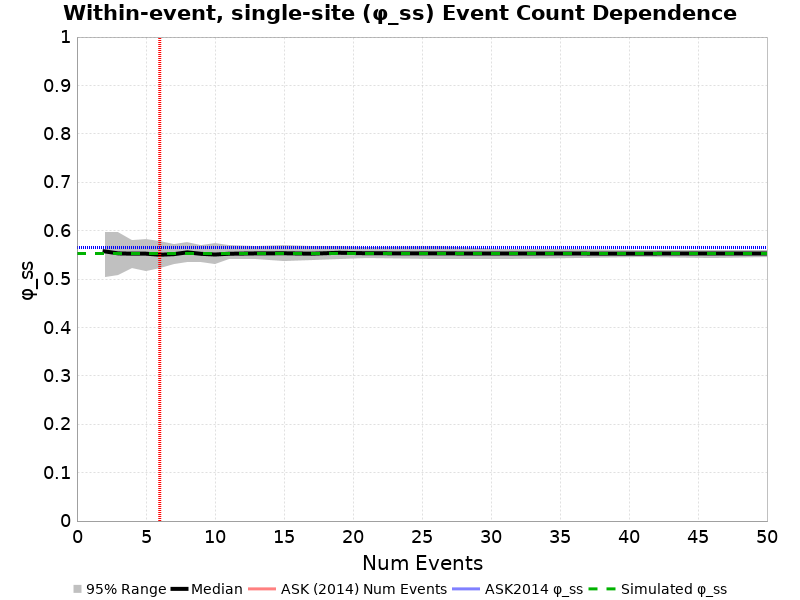 Within-event, single-site (φ_ss) Event Count Dependence
1
0.9
0.8
0.7
0.6
0.5
0.4
0.3
0.2
0.1
0
φ_ss
0 5 10 15 20 25 30 35 40 45 50
Num Events
95% Range Median ASK (2014) Num Events ASK2014 φ_ss Simulated φ_ss